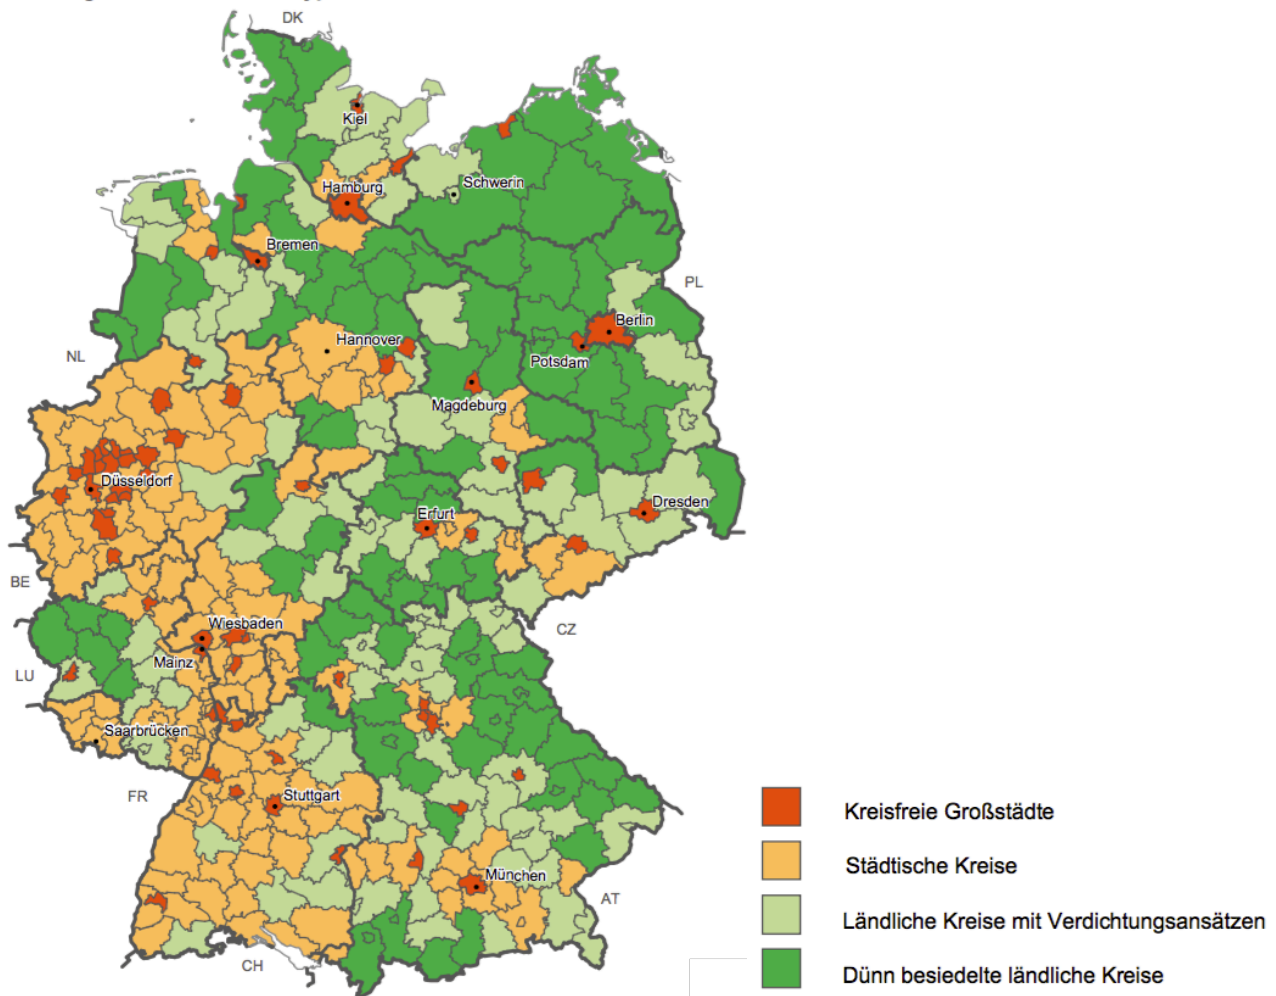 DK
Kiel
Schwerin
Hamburg
Bremen
PL
Berlin
Hannover
NL
Potsdam
Magdeburg
Düsseldorf
Dresden
Erfurt
BE
Wiesbaden
CZ
Mainz
LU
Saarbrücken
FR
Stuttgart
Kreisfreie Großstädte
Städtische Kreise
München
AT
Ländliche Kreise mit Verdichtungsansätzen
CH
Dünn besiedelte ländliche Kreise